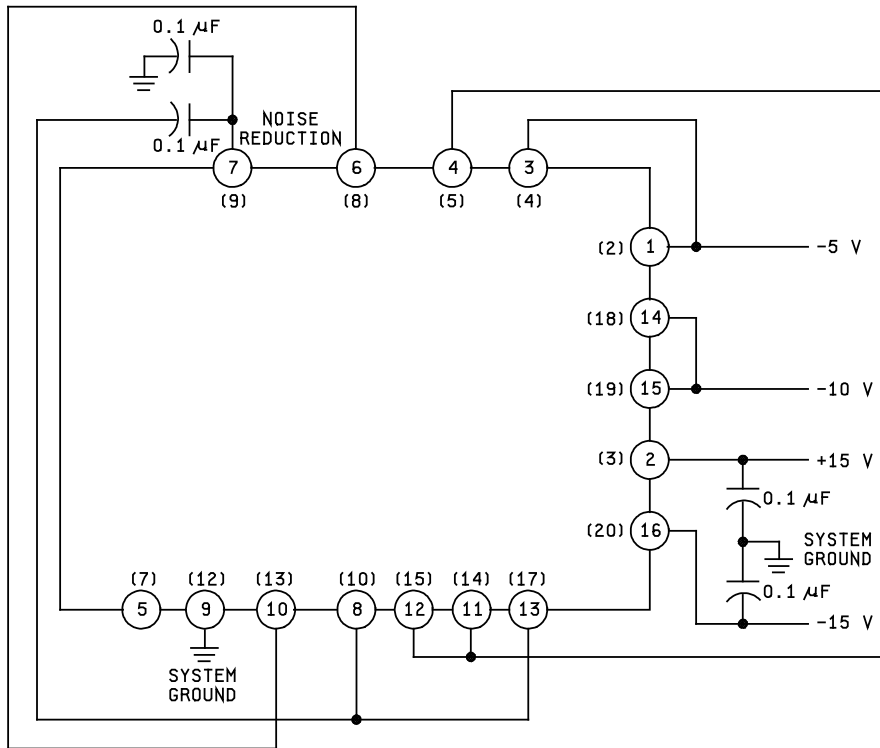 0.1 µF
0.1 µF
NOISE
REDUCTION
7 6 4 3
(9) (8) (5) (4)
(2) 1 -5 V
(18) 14
(19) 15 -10 V
(3) 2 +15 V
0.1 µF
(20) 16
SYSTEM
GROUND
0.1 µF
-15 V
(7) (12) (13) (10) (15) (14) (17)
5 9 10 8 12 11 13
SYSTEM
GROUND